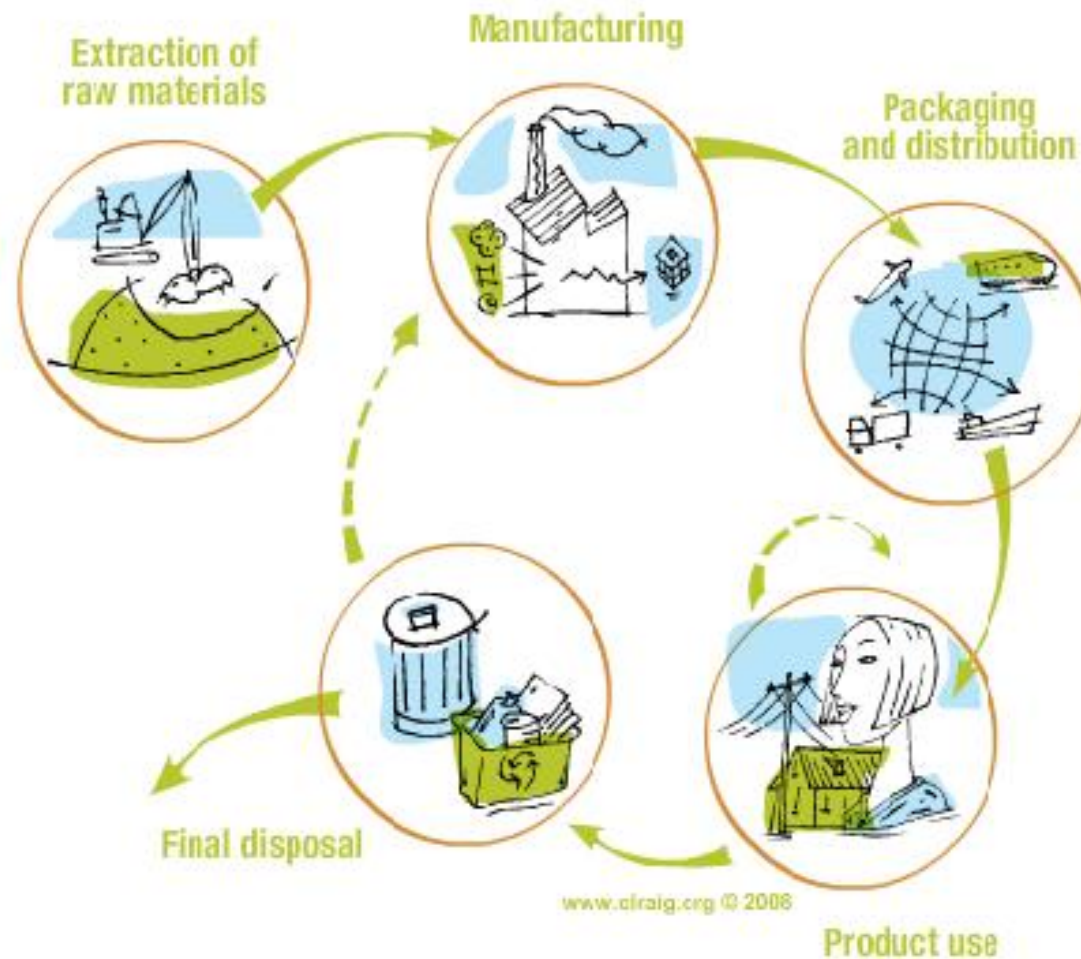 Manufacturing
Extraction of
raw materials
Packaging
and distribution
Final disposal
www.ciraig.org © 2008
Product use